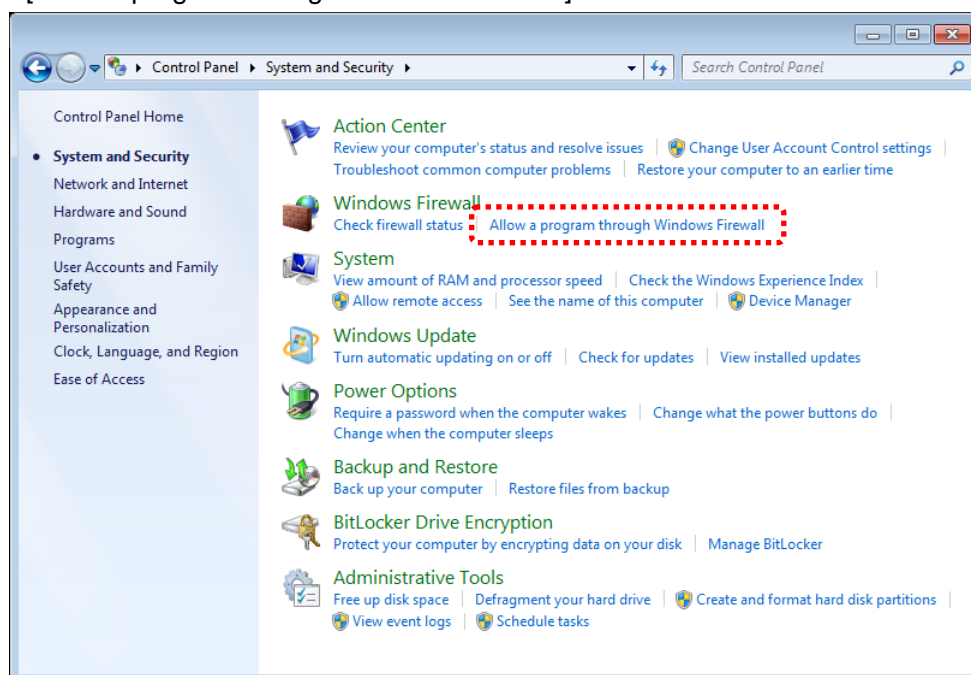 Control Panel ▸ System and Security ▸ Search Control Panel
Control Panel Home
System and Security
Network and Internet
Hardware and Sound
Programs
User Accounts and Family
Safety
Appearance and
Personalization
Clock, Language, and Region
Ease of Access
Action Center
Review your computer's status and resolve issues | Change User Account Control settings |
Troubleshoot common computer problems | Restore your computer to an earlier time
Windows Firewall
Check firewall status | Allow a program through Windows Firewall
System
View amount of RAM and processor speed | Check the Windows Experience Index |
Allow remote access | See the name of this computer | Device Manager
Windows Update
Turn automatic updating on or off | Check for updates | View installed updates
Power Options
Require a password when the computer wakes | Change what the power buttons do |
Change when the computer sleeps
Backup and Restore
Back up your computer | Restore files from backup
BitLocker Drive Encryption
Protect your computer by encrypting data on your disk | Manage BitLocker
Administrative Tools
Free up disk space | Defragment your hard drive | Create and format hard disk partitions |
View event logs | Schedule tasks